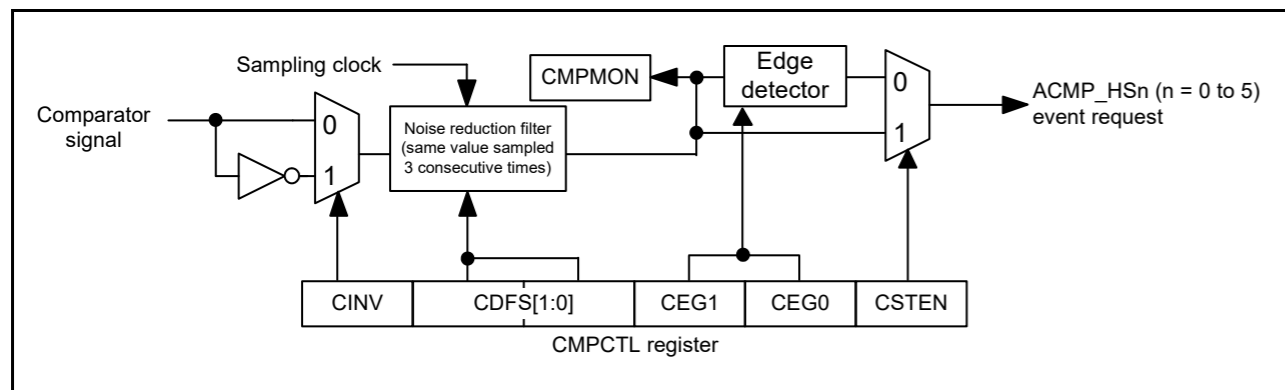 Sampling clock
CMPMON
Edge
detector
0
1
ACMP_HSn (n = 0 to 5)
event request
Comparator
signal
0
1
Noise reduction filter
(same value sampled
3 consecutive times)
CINV
CDFS[1:0]
CEG1
CEG0
CSTEN
CMPCTL register